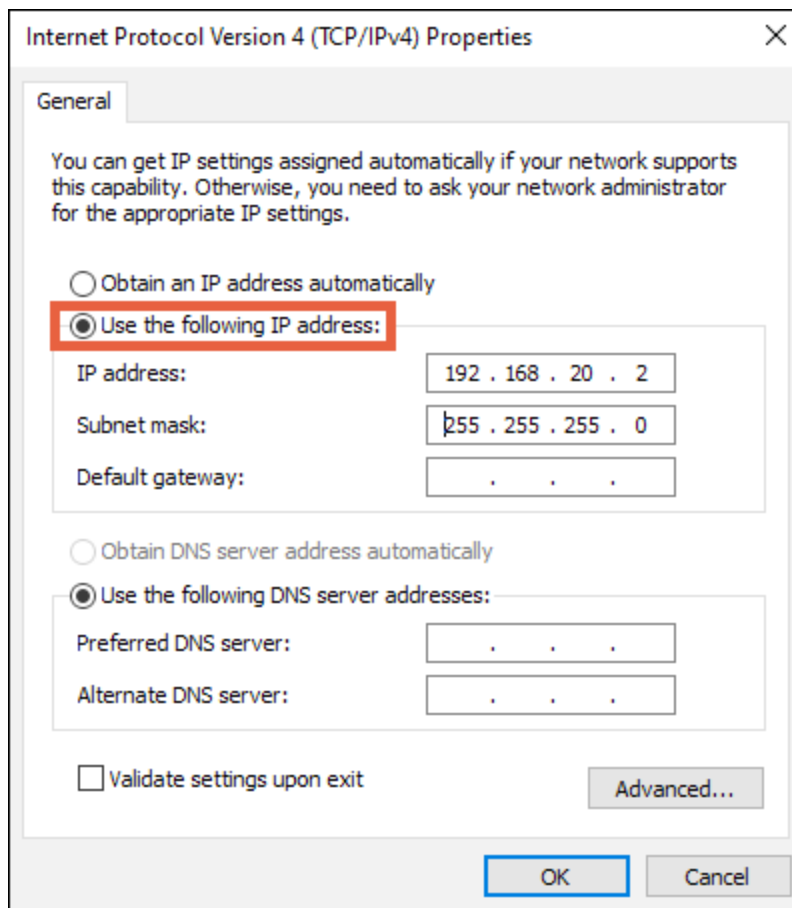 Internet Protocol Version 4 (TCP/IPv4) Properties
General
You can get IP settings assigned automatically if your network supports
this capability. Otherwise, you need to ask your network administrator
for the appropriate IP settings.
Obtain an IP address automatically
Use the following IP address:
IP address: 192 . 168 . 20 . 2
Subnet mask: 255 . 255 . 255 . 0
Default gateway: . . .
Obtain DNS server address automatically
Use the following DNS server addresses:
Preferred DNS server: . . .
Alternate DNS server: . . .
Validate settings upon exit
Advanced...
OK Cancel